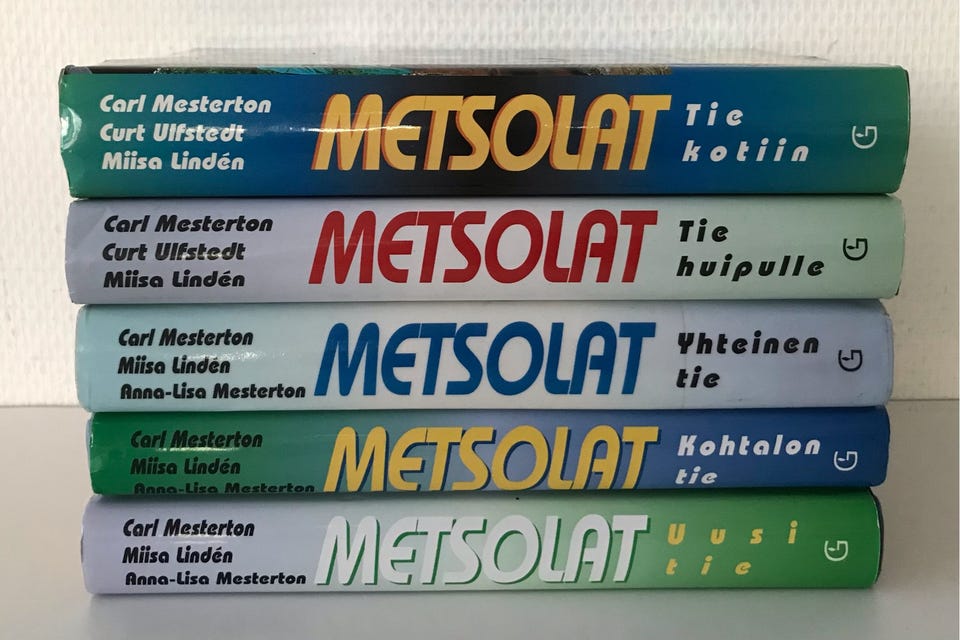 Carl Mesterton
Curt Ulfstedt
Miisa Lindén
METSOLAT
Tie
kotiin
Carl Mesterton
Curt Ulfstedt
Miisa Lindén
METSOLAT
Tie
huipulle
Carl Mesterton
Miisa Lindén
Anna-Lisa Mesterton
METSOLAT
Yhteinen
tie
Carl Mesterton
Miisa Lindén
Anna-Lisa Mesterton
METSOLAT
Kohtalon
tie
Carl Mesterton
Miisa Lindén
Anna-Lisa Mesterton
METSOLAT
Uusi
tie